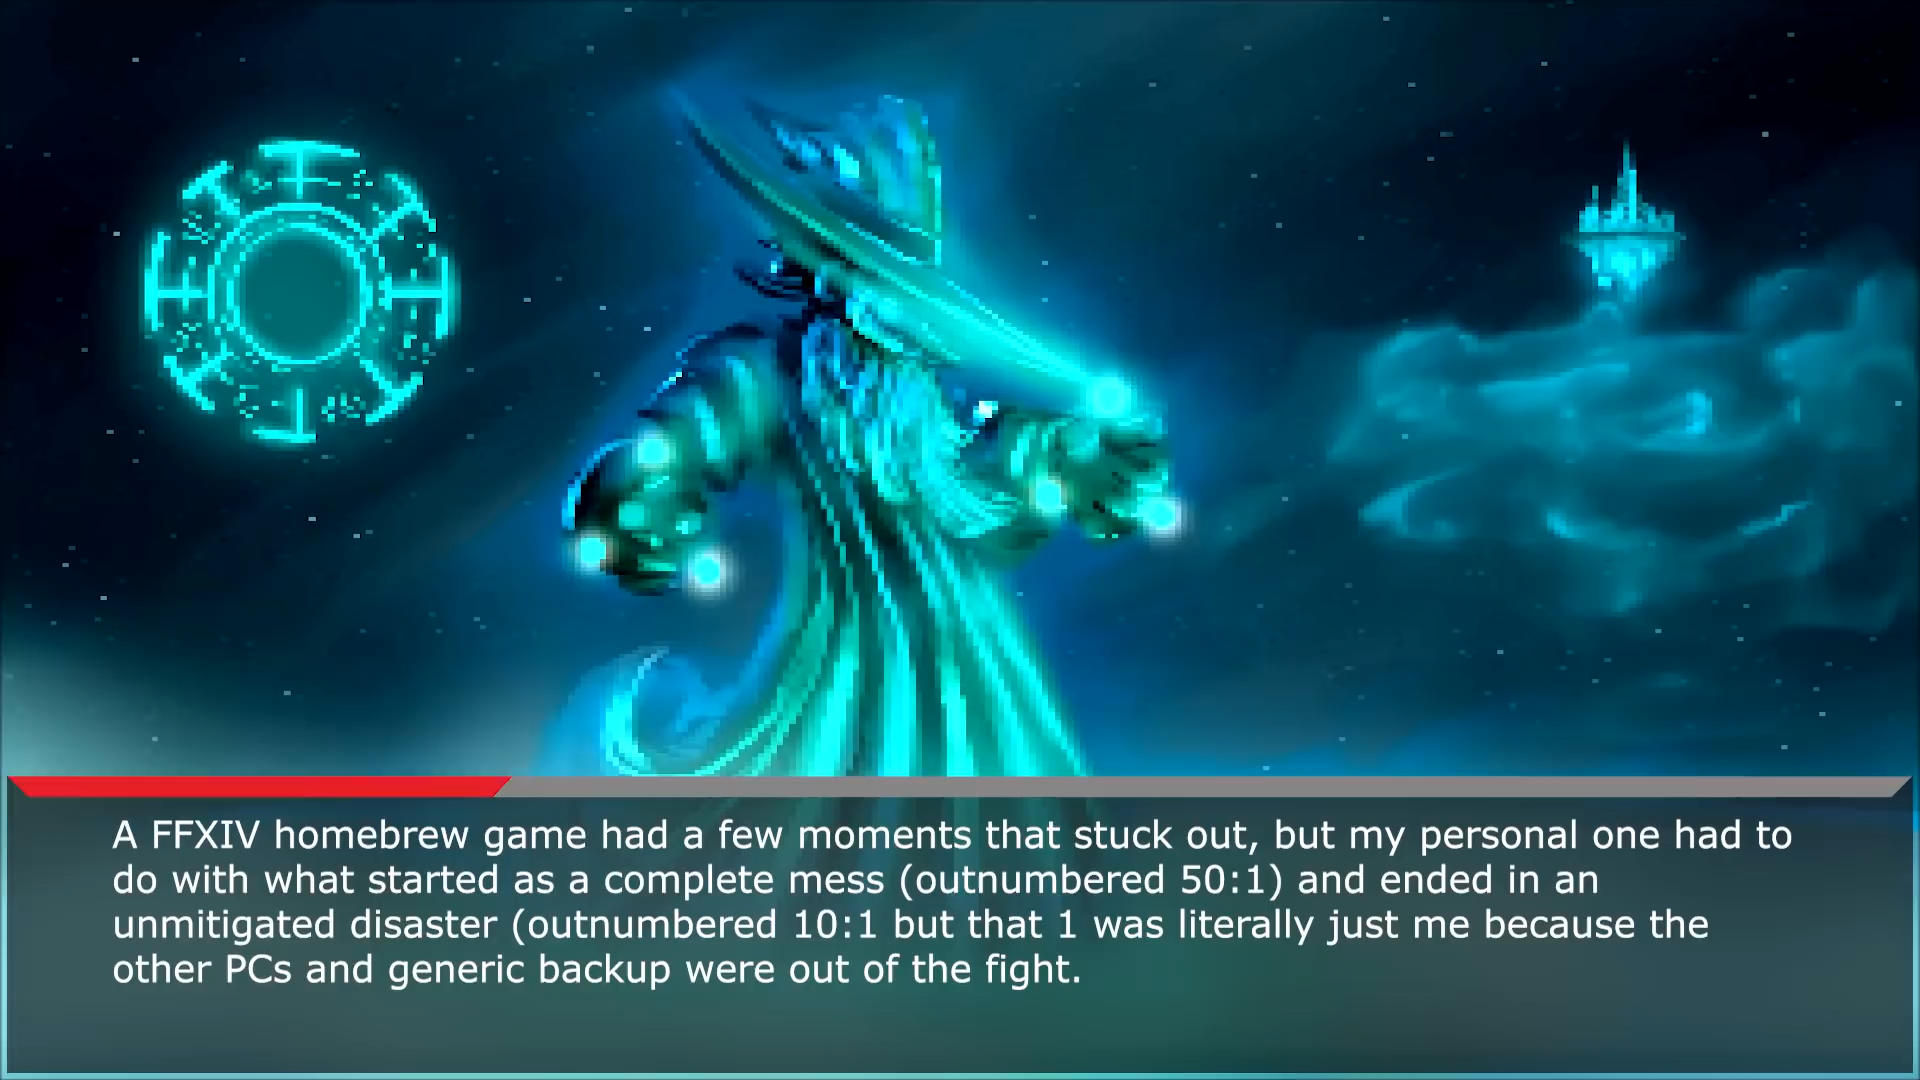 A FFXIV homebrew game had a few moments that stuck out, but my personal one had to
do with what started as a complete mess (outnumbered 50:1) and ended in an
unmitigated disaster (outnumbered 10:1 but that 1 was literally just me because the
other PCs and generic backup were out of the fight.